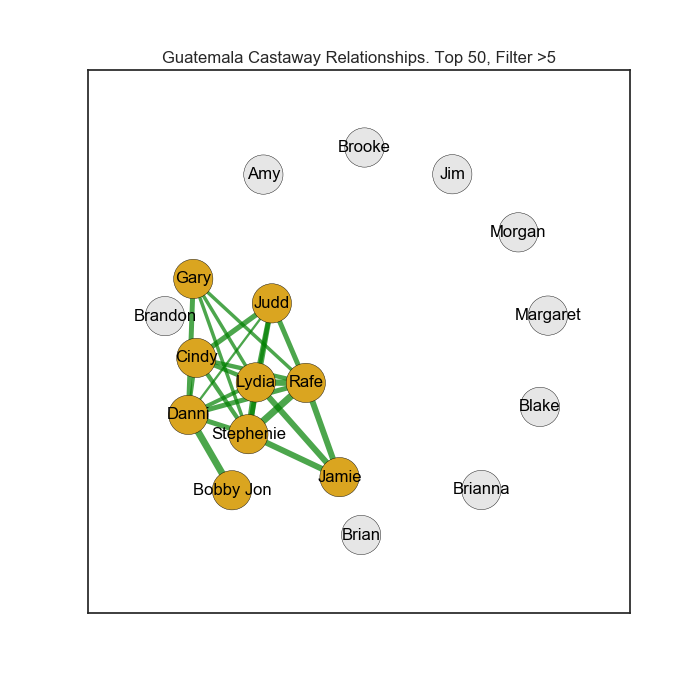 Guatemala Castaway Relationships. Top 50, Filter >5
Brooke
Amy
Jim
Morgan
Gary
Judd
Brandon
Margaret
Cindy
Lydia
Rafe
Blake
Danni
Stephenie
Jamie
Bobby Jon
Brianna
Brian